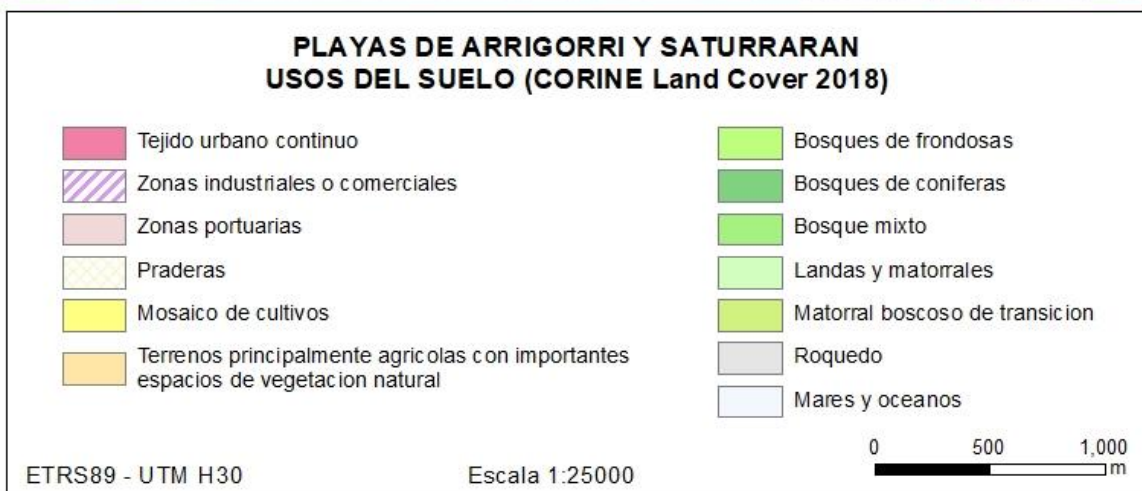 PLAYAS DE ARRIGORRI Y SATURRARAN
USOS DEL SUELO (CORINE Land Cover 2018)
Tejido urbano continuo
Zonas industriales o comerciales
Zonas portuarias
Praderas
Mosaico de cultivos
Terrenos principalmente agricolas con importantes
espacios de vegetacion natural
Bosques de frondosas
Bosques de coniferas
Bosque mixto
Landas y matorrales
Matorral boscoso de transicion
Roquedo
Mares y oceanos
ETRS89 - UTM H30
Escala 1:25000
0 500 1,000
m